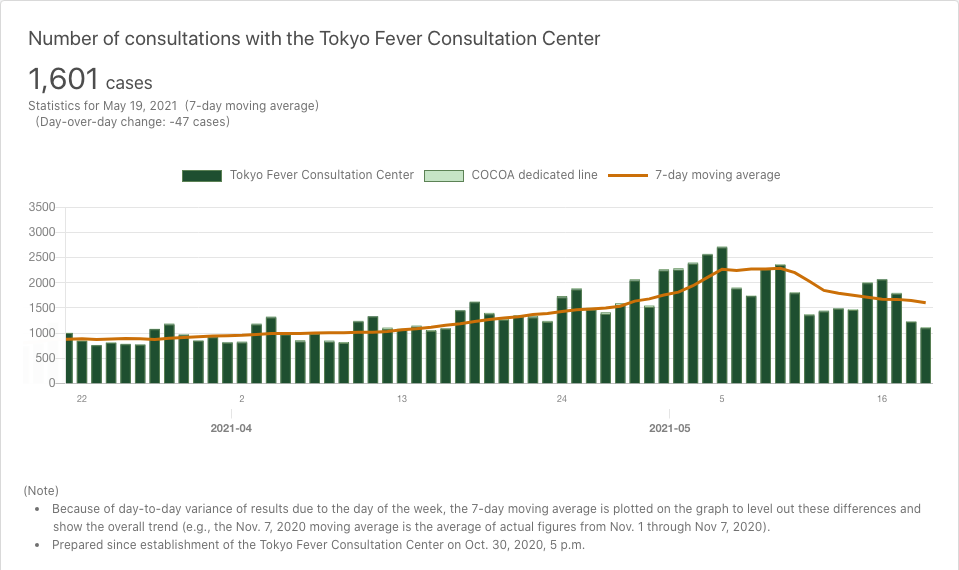 Number of consultations with the Tokyo Fever Consultation Center
1,601 cases
Statistics for May 19, 2021 (7-day moving average)
(Day-over-day change: -47 cases)
Tokyo Fever Consultation Center
COCOA dedicated line
7-day moving average
3500
3000
2500
2000
1500
1000
500
0
22 2 13 24 5 16
2021-04 2021-05
(Note)
• Because of day-to-day variance of results due to the day of the week, the 7-day moving average is plotted on the graph to level out these differences and
show the overall trend (e.g., the Nov. 7, 2020 moving average is the average of actual figures from Nov. 1 through Nov 7, 2020).
• Prepared since establishment of the Tokyo Fever Consultation Center on Oct. 30, 2020, 5 p.m.